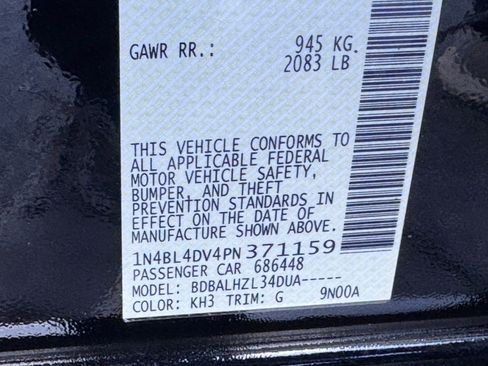 GAWR RR.: 945 KG.
2083 LB
THIS VEHICLE CONFORMS TO
ALL APPLICABLE FEDERAL
MOTOR VEHICLE SAFETY,
BUMPER, AND THEFT
PREVENTION STANDARDS IN
EFFECT ON THE DATE OF
MANUFACTURE SHOWN ABOVE.
1N4BL4DV4PN371159
PASSENGER CAR 686448
MODEL: BDBALHZL34DUA-----
COLOR: KH3 TRIM: G 9N00A